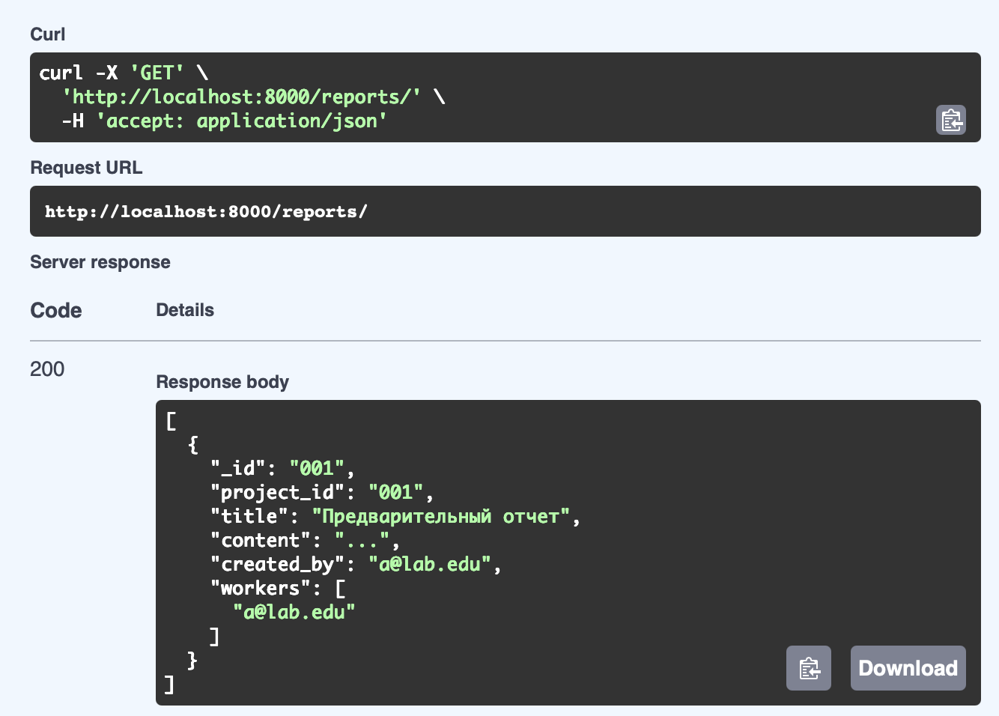 Curl
curl -X 'GET' \
  'http://localhost:8000/reports/' \
  -H 'accept: application/json'
Request URL
http://localhost:8000/reports/
Server response
Code Details
200
Response body
[
  {
    "_id": "001",
    "project_id": "001",
    "title": "Предварительный отчет",
    "content": "...",
    "created_by": "a@lab.edu",
    "workers": [
      "a@lab.edu"
    ]
  }
]
Download